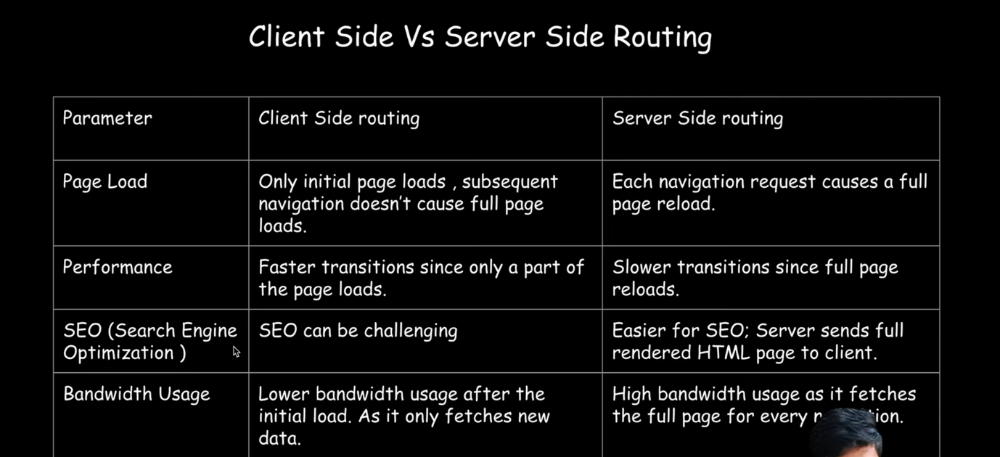 Client Side Vs Server Side Routing
Parameter
Client Side routing
Server Side routing
Page Load
Only initial page loads , subsequent
navigation doesn't cause full page
loads.
Each navigation request causes a full
page reload.
Performance
Faster transitions since only a part of
the page loads.
Slower transitions since full page
reloads.
SEO (Search Engine
Optimization )
SEO can be challenging
Easier for SEO; Server sends full
rendered HTML page to client.
Bandwidth Usage
Lower bandwidth usage after the
initial load. As it only fetches new
data.
High bandwidth usage as it fetches
the full page for every